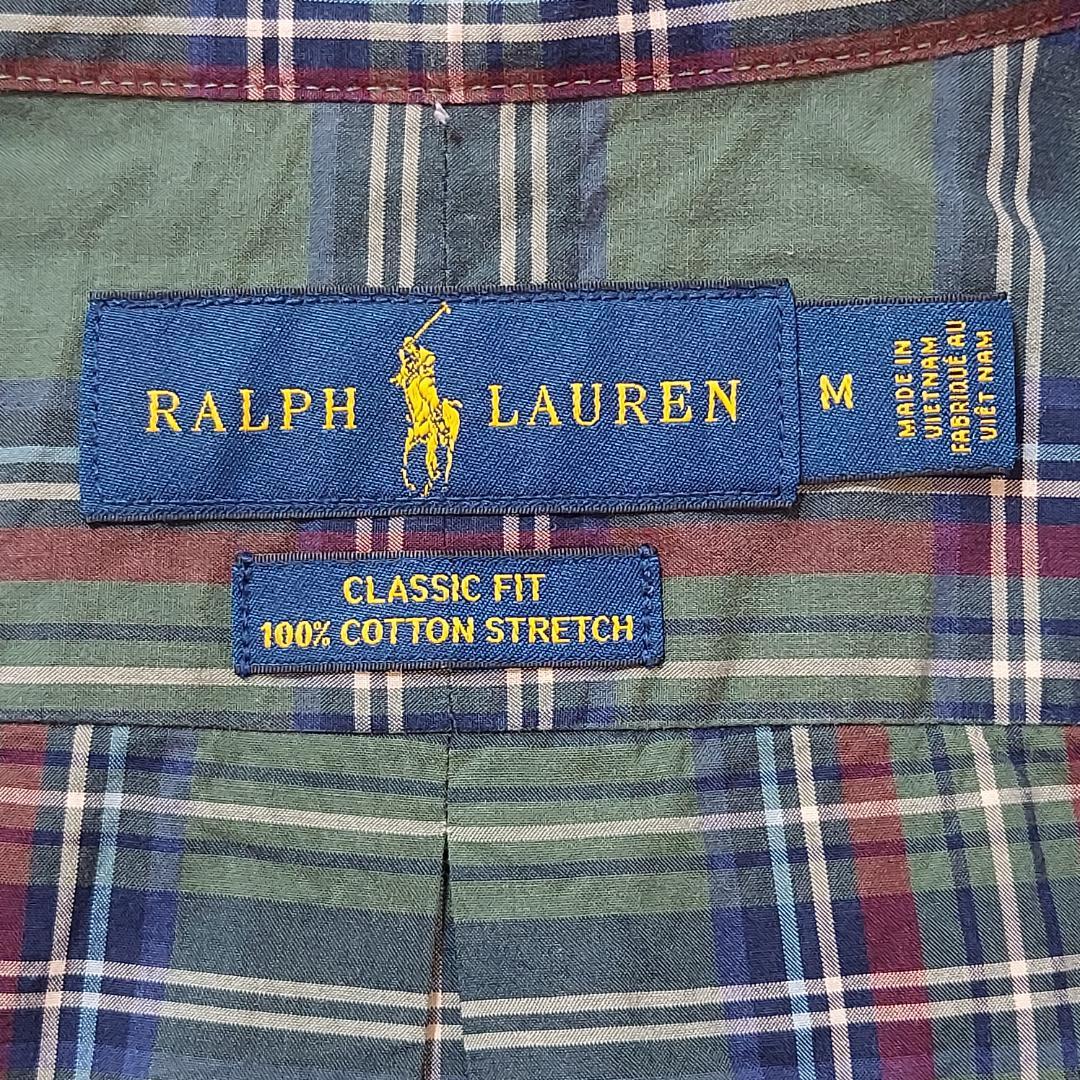 RALPH LAUREN
M
MADE IN
VIETNAM
FABRIQUÉ AU
VIÊT NAM
CLASSIC FIT
100% COTTON STRETCH